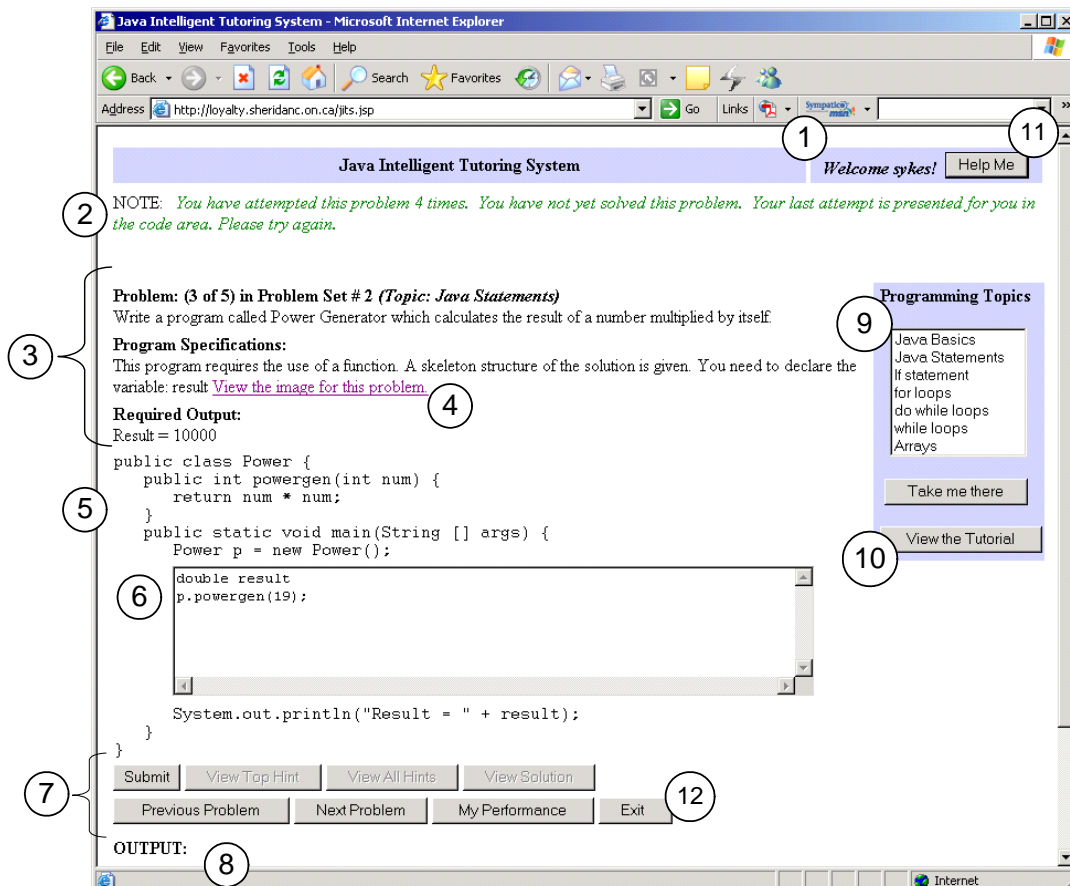 Java Intelligent Tutoring System - Microsoft Internet Explorer
File Edit View Favorites Tools Help
Back Search Favorites
Address http://loyalty.sheridanc.on.ca/jits.jsp Go Links Sympatico msn »
1
11
Java Intelligent Tutoring System
Welcome sykes! Help Me
2
NOTE: You have attempted this problem 4 times. You have not yet solved this problem. Your last attempt is presented for you in
the code area. Please try again.
3
Problem: (3 of 5) in Problem Set # 2 (Topic: Java Statements)
Write a program called Power Generator which calculates the result of a number multiplied by itself.
Program Specifications:
This program requires the use of a function. A skeleton structure of the solution is given. You need to declare the
variable: result View the image for this problem.
4
Required Output:
Result = 10000
Programming Topics
9
Java Basics
Java Statements
If statement
for loops
do while loops
while loops
Arrays
Take me there
View the Tutorial
10
5
public class Power {
public int powergen(int num) {
return num * num;
}
public static void main(String [] args) {
Power p = new Power();
6
double result
p.powergen(19);
System.out.println("Result = " + result);
}
}
7
Submit View Top Hint View All Hints View Solution
Previous Problem Next Problem My Performance Exit
12
OUTPUT:
8
Internet